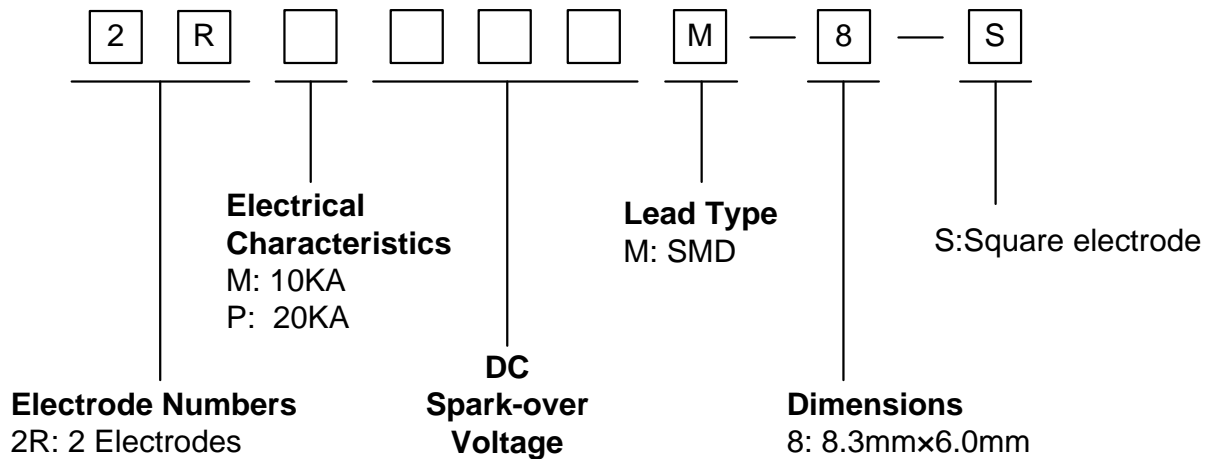 2 R M — 8 — S
Electrical
Characteristics
M: 10KA
P: 20KA
Lead Type
M: SMD
S:Square electrode
DC
Spark-over
Voltage
Electrode Numbers
2R: 2 Electrodes
Dimensions
8: 8.3mm×6.0mm